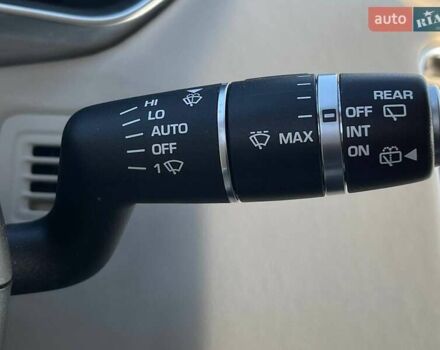 auto RIA
HI
LO
AUTO
OFF
1
MAX
REAR
OFF
INT
ON